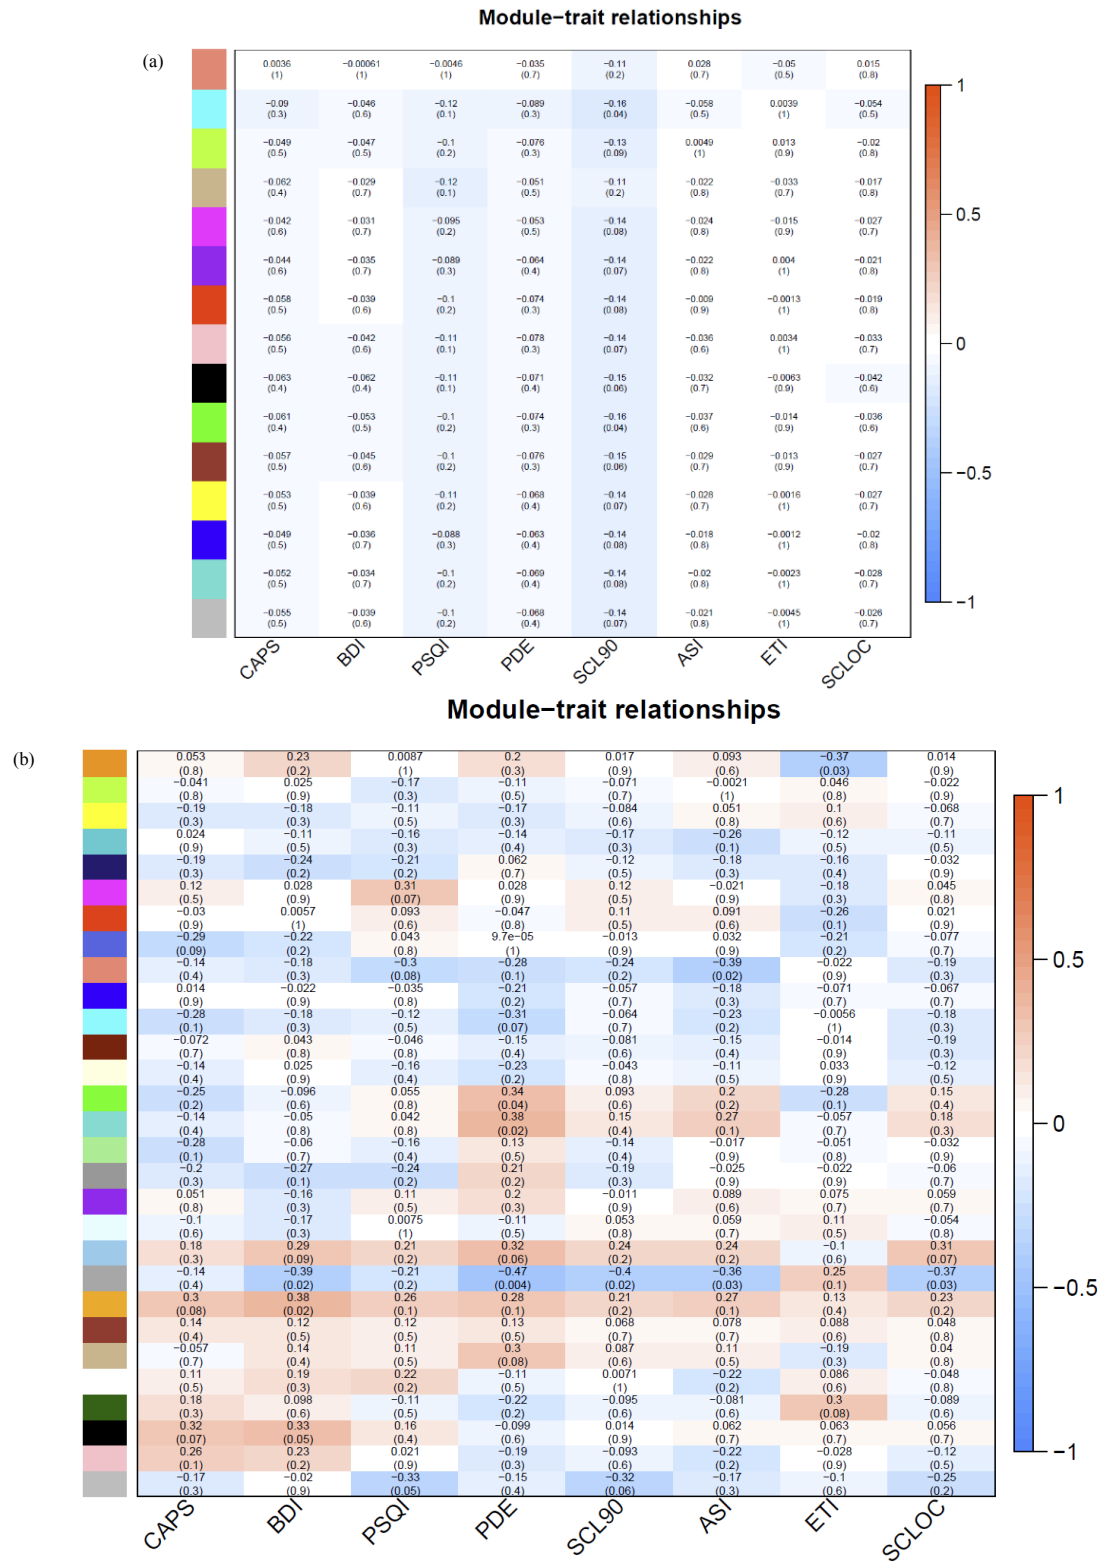 Module−trait relationships
(a)
0.0036 −0.00061 −0.0046 −0.035 −0.11 0.028 −0.05 0.015
(1) (1) (1) (0.7) (0.2) (0.7) (0.5) (0.8)
−0.09 −0.046 −0.12 −0.089 −0.16 −0.058 0.0039 −0.054
(0.3) (0.6) (0.1) (0.3) (0.04) (0.5) (1) (0.5)
−0.049 −0.047 −0.1 −0.076 −0.13 0.0049 0.013 −0.02
(0.5) (0.5) (0.2) (0.3) (0.09) (1) (0.9) (0.8)
−0.062 −0.029 −0.12 −0.051 −0.11 −0.022 −0.033 −0.017
(0.4) (0.7) (0.1) (0.5) (0.2) (0.8) (0.7) (0.8)
−0.042 −0.031 −0.095 −0.053 −0.14 −0.024 −0.015 −0.027
(0.6) (0.7) (0.2) (0.5) (0.08) (0.8) (0.9) (0.7)
−0.044 −0.035 −0.089 −0.064 −0.14 −0.022 0.004 −0.021
(0.6) (0.7) (0.3) (0.4) (0.07) (0.8) (1) (0.8)
−0.058 −0.039 −0.1 −0.074 −0.14 −0.009 −0.0013 −0.019
(0.5) (0.6) (0.2) (0.3) (0.08) (0.9) (1) (0.8)
−0.056 −0.042 −0.11 −0.078 −0.14 −0.036 0.0034 −0.033
(0.5) (0.6) (0.1) (0.3) (0.07) (0.6) (1) (0.7)
−0.063 −0.062 −0.11 −0.071 −0.15 −0.032 −0.0063 −0.042
(0.4) (0.4) (0.1) (0.4) (0.06) (0.7) (0.9) (0.6)
−0.061 −0.053 −0.1 −0.074 −0.16 −0.037 −0.014 −0.036
(0.4) (0.5) (0.2) (0.3) (0.04) (0.6) (0.9) (0.6)
−0.057 −0.045 −0.1 −0.076 −0.15 −0.029 −0.013 −0.027
(0.5) (0.6) (0.2) (0.3) (0.06) (0.7) (0.9) (0.7)
−0.053 −0.039 −0.11 −0.068 −0.14 −0.028 −0.0016 −0.027
(0.5) (0.6) (0.2) (0.4) (0.07) (0.7) (1) (0.7)
−0.049 −0.036 −0.088 −0.063 −0.14 −0.018 −0.0012 −0.02
(0.5) (0.7) (0.3) (0.4) (0.08) (0.8) (1) (0.8)
−0.052 −0.034 −0.1 −0.069 −0.14 −0.02 −0.0023 −0.028
(0.5) (0.7) (0.2) (0.4) (0.08) (0.8) (1) (0.7)
−0.055 −0.039 −0.1 −0.068 −0.14 −0.021 −0.0045 −0.026
(0.5) (0.6) (0.2) (0.4) (0.07) (0.8) (1) (0.7)
CAPS BDI PSQI PDE SCL90 ASI ETI SCLOC
1
0.5
0
−0.5
−1
Module−trait relationships
(b)
0.053 0.23 0.0087 0.2 0.017 0.093 −0.37 0.014
(0.8) (0.2) (1) (0.3) (0.9) (0.6) (0.03) (0.9)
−0.041 0.025 −0.17 −0.11 −0.071 −0.0021 0.046 −0.022
(0.8) (0.9) (0.3) (0.5) (0.7) (1) (0.8) (0.9)
−0.19 −0.18 −0.11 −0.17 −0.084 0.051 0.1 −0.068
(0.3) (0.3) (0.5) (0.3) (0.6) (0.8) (0.6) (0.7)
0.024 −0.11 −0.16 −0.14 −0.17 −0.26 −0.12 −0.11
(0.9) (0.5) (0.3) (0.4) (0.3) (0.1) (0.5) (0.5)
−0.19 −0.24 −0.21 0.062 −0.12 −0.18 −0.16 −0.032
(0.3) (0.2) (0.2) (0.7) (0.5) (0.3) (0.4) (0.9)
0.12 0.028 0.31 0.028 0.12 −0.021 −0.18 0.045
(0.5) (0.9) (0.07) (0.9) (0.5) (0.9) (0.3) (0.8)
−0.03 0.0057 0.093 −0.047 0.11 0.091 −0.26 0.021
(0.9) (1) (0.6) (0.8) (0.5) (0.6) (0.1) (0.9)
−0.29 −0.22 0.043 9.7e−05 −0.013 0.032 −0.21 −0.077
(0.09) (0.2) (0.8) (1) (0.9) (0.9) (0.2) (0.7)
−0.14 −0.18 −0.3 −0.28 −0.24 −0.39 −0.022 −0.19
(0.4) (0.3) (0.08) (0.1) (0.2) (0.02) (0.9) (0.3)
0.014 −0.022 −0.035 −0.21 −0.057 −0.18 −0.071 −0.067
(0.9) (0.9) (0.8) (0.2) (0.7) (0.3) (0.7) (0.7)
−0.28 −0.18 −0.12 −0.31 −0.064 −0.23 −0.0056 −0.18
(0.1) (0.3) (0.5) (0.07) (0.7) (0.2) (1) (0.3)
−0.072 0.043 −0.046 −0.15 −0.081 −0.15 −0.014 −0.19
(0.7) (0.8) (0.8) (0.4) (0.6) (0.4) (0.9) (0.3)
−0.14 0.025 −0.16 −0.23 −0.043 −0.11 0.033 −0.12
(0.4) (0.9) (0.4) (0.2) (0.8) (0.5) (0.9) (0.5)
−0.25 −0.096 0.055 0.34 0.093 0.2 −0.28 0.15
(0.2) (0.6) (0.8) (0.04) (0.6) (0.2) (0.1) (0.4)
−0.14 −0.05 0.042 0.38 0.15 0.27 −0.057 0.18
(0.4) (0.8) (0.8) (0.02) (0.4) (0.1) (0.7) (0.3)
−0.28 −0.06 −0.16 0.13 −0.14 −0.017 −0.051 −0.032
(0.1) (0.7) (0.4) (0.5) (0.4) (0.9) (0.8) (0.9)
−0.2 −0.27 −0.24 0.21 −0.19 −0.025 −0.022 −0.06
(0.3) (0.1) (0.2) (0.2) (0.3) (0.9) (0.9) (0.7)
0.051 −0.16 0.11 0.2 −0.011 0.089 0.075 0.059
(0.8) (0.3) (0.5) (0.3) (0.9) (0.6) (0.7) (0.7)
−0.1 −0.17 0.0075 −0.11 0.053 0.059 0.11 −0.054
(0.6) (0.3) (1) (0.5) (0.8) (0.7) (0.5) (0.8)
0.18 0.29 0.21 0.32 0.24 0.24 −0.1 0.31
(0.3) (0.09) (0.2) (0.06) (0.2) (0.2) (0.6) (0.07)
−0.14 −0.39 −0.21 −0.47 −0.4 −0.36 0.25 −0.37
(0.4) (0.02) (0.2) (0.004) (0.02) (0.03) (0.1) (0.03)
0.3 0.38 0.26 0.28 0.21 0.27 0.13 0.23
(0.08) (0.02) (0.1) (0.1) (0.2) (0.1) (0.4) (0.2)
0.14 0.12 0.12 0.13 0.068 0.078 0.088 0.048
(0.4) (0.5) (0.5) (0.5) (0.7) (0.7) (0.6) (0.8)
−0.057 0.14 0.11 0.3 0.087 0.11 −0.19 0.04
(0.7) (0.4) (0.5) (0.08) (0.6) (0.5) (0.3) (0.8)
0.11 0.19 0.22 −0.11 0.0071 −0.22 0.086 −0.048
(0.5) (0.3) (0.2) (0.5) (1) (0.2) (0.6) (0.8)
0.18 0.098 −0.11 −0.22 −0.095 −0.081 0.3 −0.089
(0.3) (0.6) (0.5) (0.2) (0.6) (0.6) (0.08) (0.6)
0.32 0.33 0.16 −0.099 0.014 0.062 0.063 0.056
(0.07) (0.05) (0.4) (0.6) (0.9) (0.7) (0.7) (0.7)
0.26 0.23 0.021 −0.19 −0.093 −0.22 −0.028 −0.12
(0.1) (0.2) (0.9) (0.3) (0.6) (0.2) (0.9) (0.5)
−0.17 −0.02 −0.33 −0.15 −0.32 −0.17 −0.1 −0.25
(0.3) (0.9) (0.05) (0.4) (0.06) (0.3) (0.6) (0.2)
CAPS BDI PSQI PDE SCL90 ASI ETI SCLOC
1
0.5
0
−0.5
−1